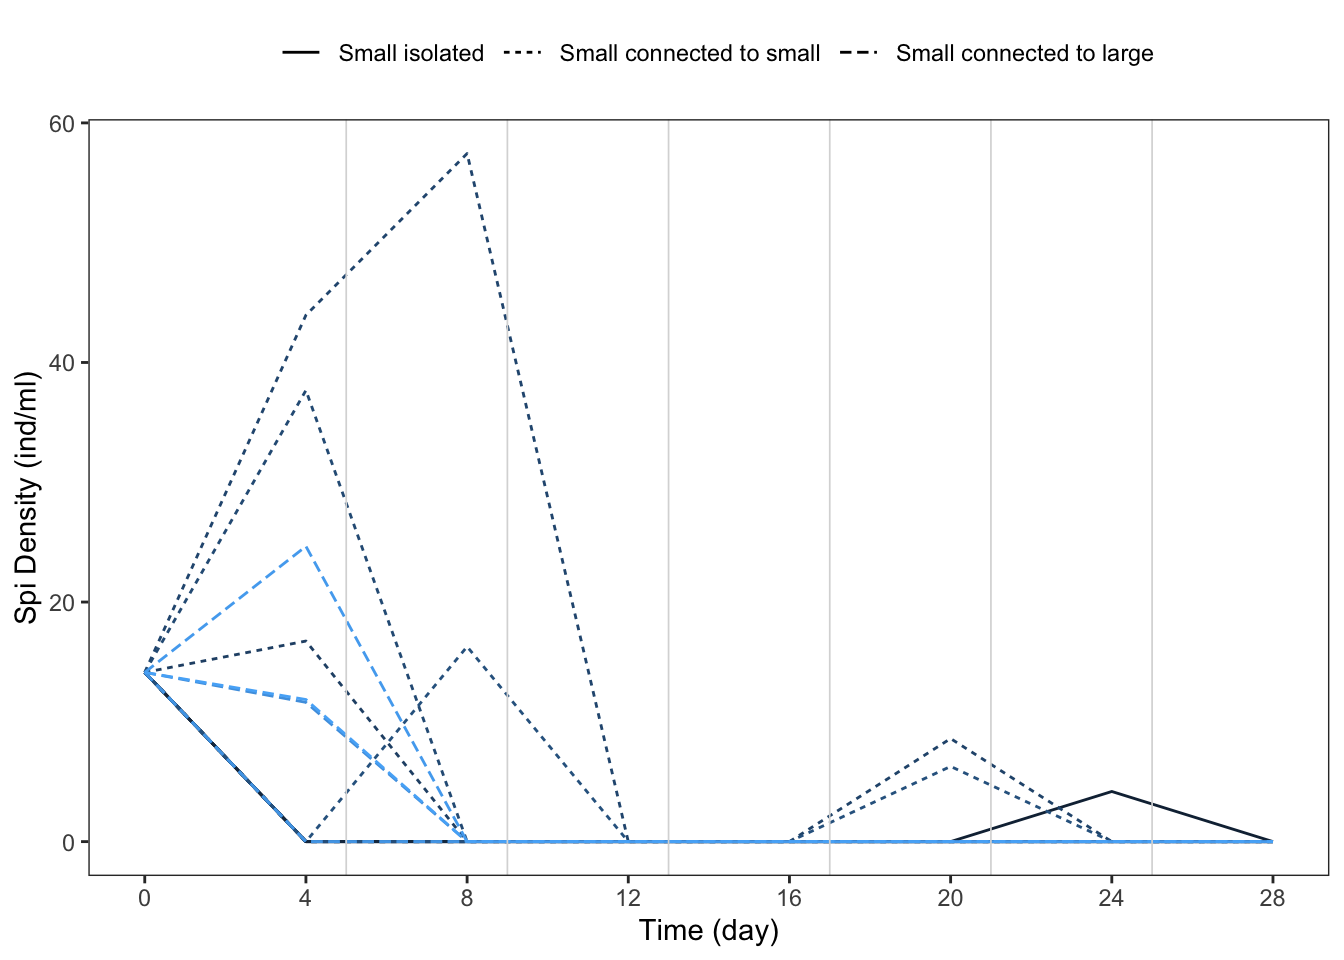 Small isolated Small connected to small Small connected to large
60
40
20
0
Spi Density (ind/ml)
0 4 8 12 16 20 24 28
Time (day)